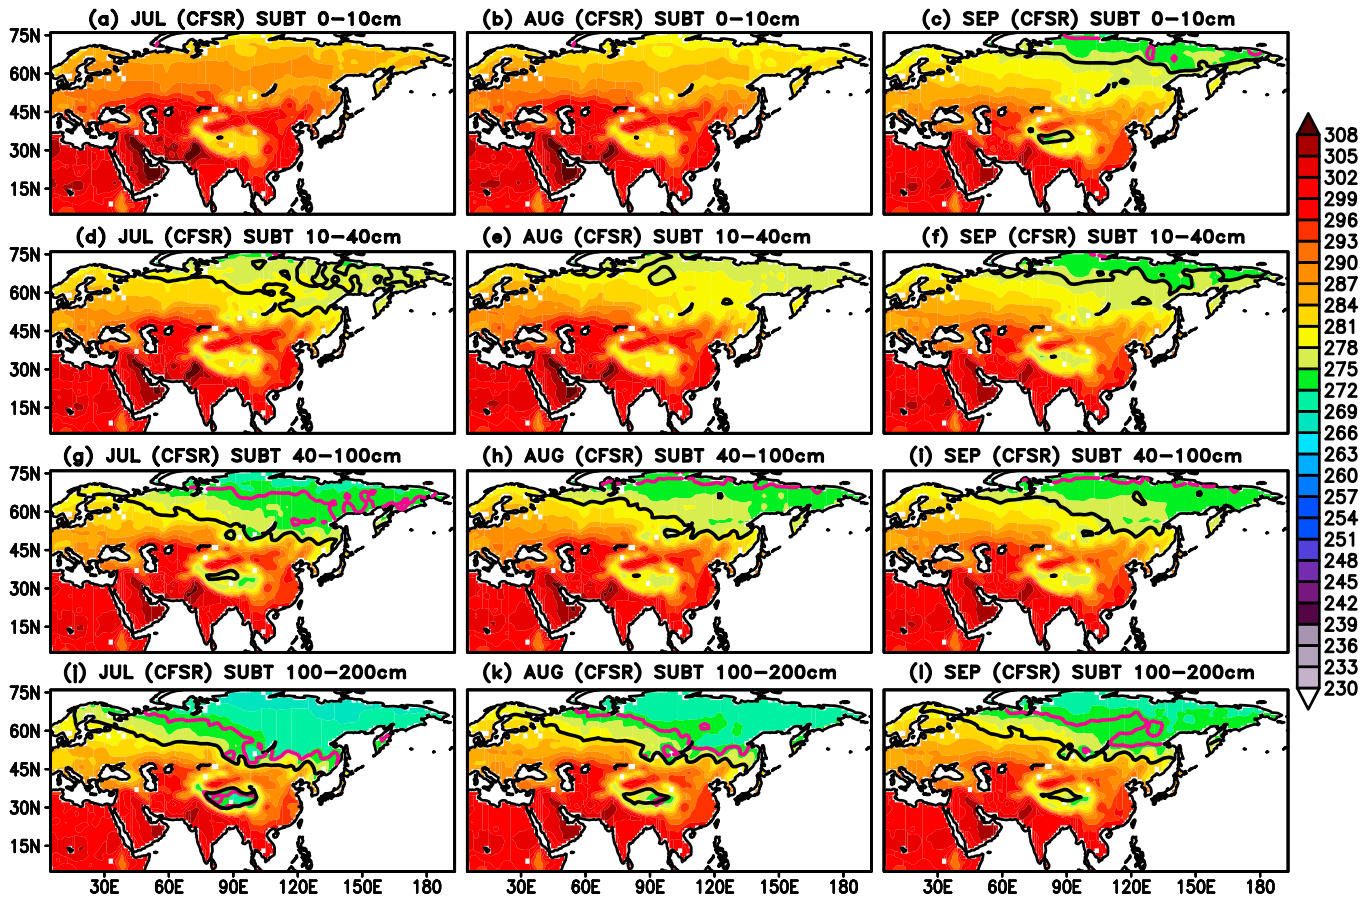 (a) JUL (CFSR) SUBT 0-10cm
(b) AUG (CFSR) SUBT 0-10cm
(c) SEP (CFSR) SUBT 0-10cm
75N
60N
45N
30N
15N
(d) JUL (CFSR) SUBT 10-40cm
(e) AUG (CFSR) SUBT 10-40cm
(f) SEP (CFSR) SUBT 10-40cm
75N
60N
45N
30N
15N
(g) JUL (CFSR) SUBT 40-100cm
(h) AUG (CFSR) SUBT 40-100cm
(i) SEP (CFSR) SUBT 40-100cm
75N
60N
45N
30N
15N
(j) JUL (CFSR) SUBT 100-200cm
(k) AUG (CFSR) SUBT 100-200cm
(l) SEP (CFSR) SUBT 100-200cm
75N
60N
45N
30N
15N
30E 60E 90E 120E 150E 180
30E 60E 90E 120E 150E 180
30E 60E 90E 120E 150E 180
308
305
302
299
296
293
290
287
284
281
278
275
272
269
266
263
260
257
254
251
248
245
242
239
236
233
230